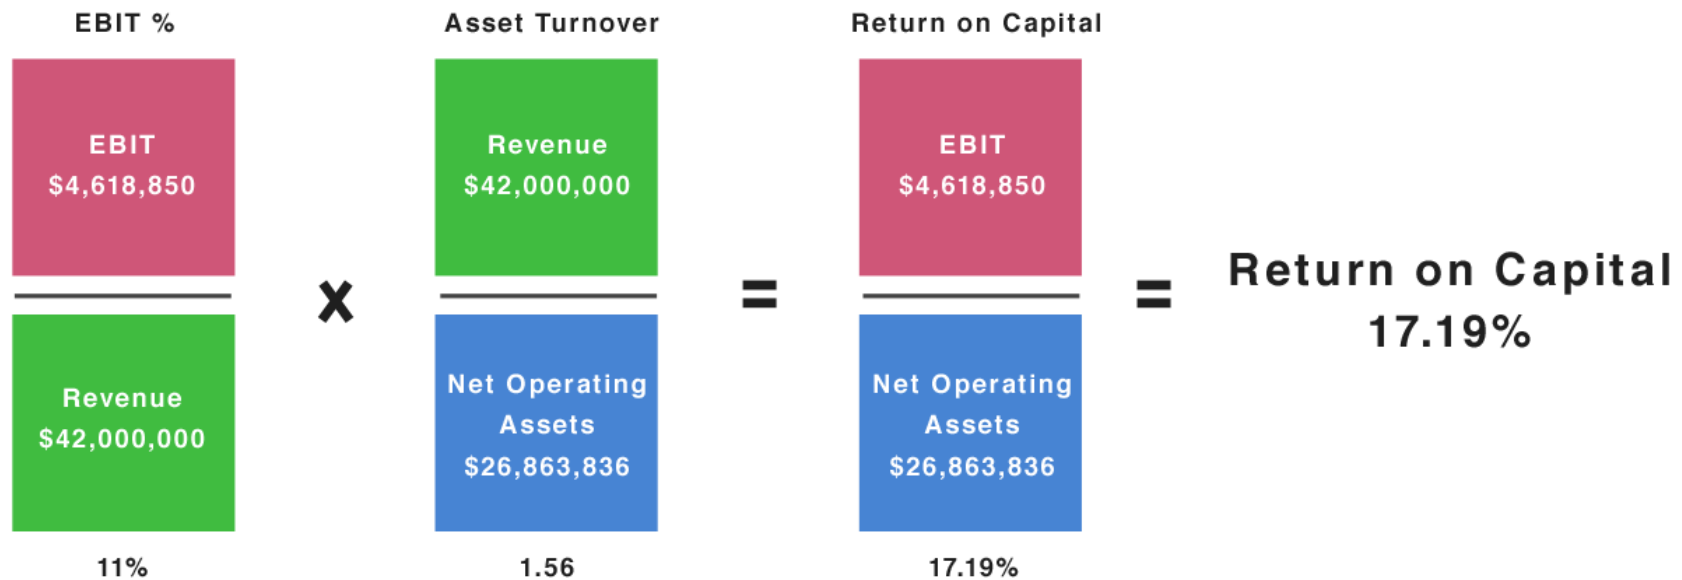 EBIT %
EBIT
$4,618,850
Revenue
$42,000,000
11%
x
Asset Turnover
Revenue
$42,000,000
Net Operating
Assets
$26,863,836
1.56
=
Return on Capital
EBIT
$4,618,850
Net Operating
Assets
$26,863,836
17.19%
=
Return on Capital
17.19%